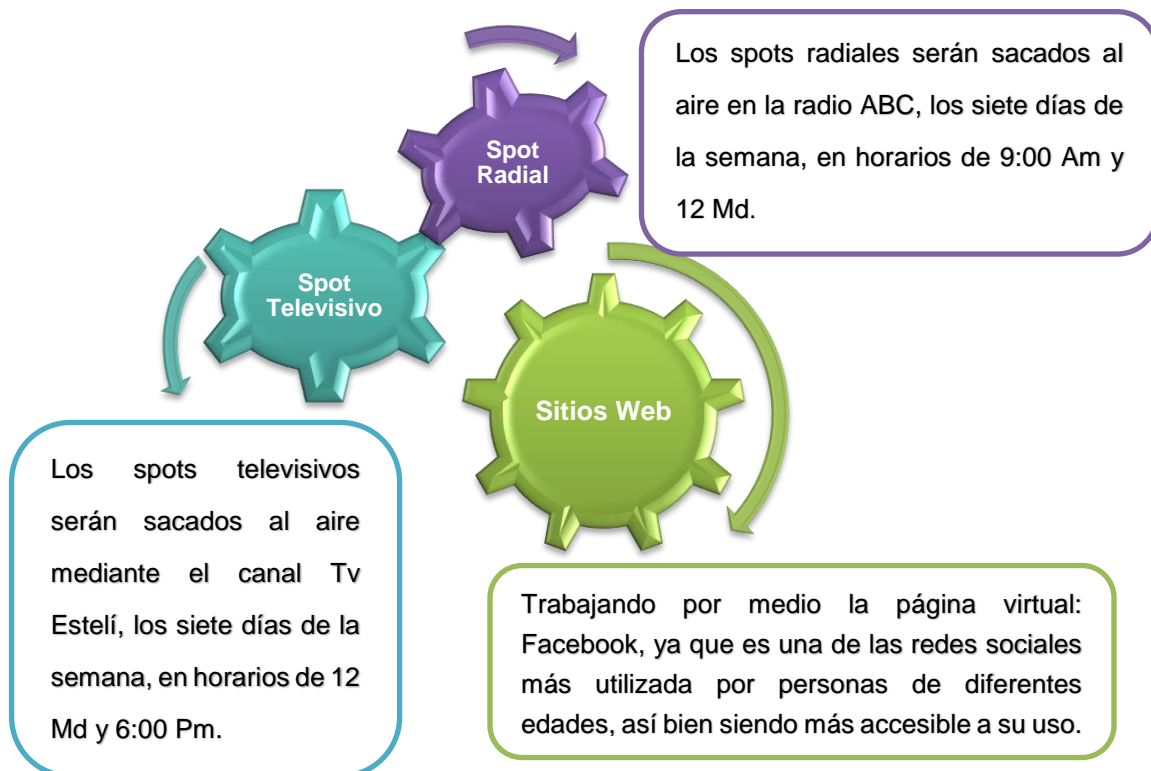 Los spots radiales serán sacados al
aire en la radio ABC, los siete días de
la semana, en horarios de 9:00 Am y
12 Md.
Spot
Radial
Spot
Televisivo
Sitios Web
Los spots televisivos
serán sacados al aire
mediante el canal Tv
Estelí, los siete días de la
semana, en horarios de 12
Md y 6:00 Pm.
Trabajando por medio la página virtual:
Facebook, ya que es una de las redes sociales
más utilizada por personas de diferentes
edades, así bien siendo más accesible a su uso.